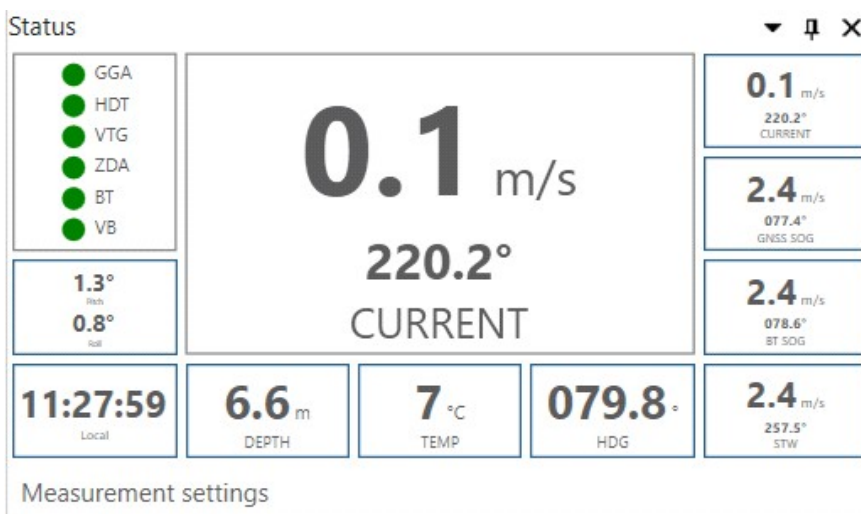 Status
GGA
HDT
VTG
ZDA
BT
VB
1.3°
Pitch
0.8°
Roll
0.1 m/s
220.2°
CURRENT
0.1 m/s
220.2°
CURRENT
2.4 m/s
077.4°
GNSS SOG
2.4 m/s
078.6°
BT SOG
11:27:59
Local
6.6 m
DEPTH
7 °C
TEMP
079.8 °
HDG
2.4 m/s
257.5°
STW
Measurement settings